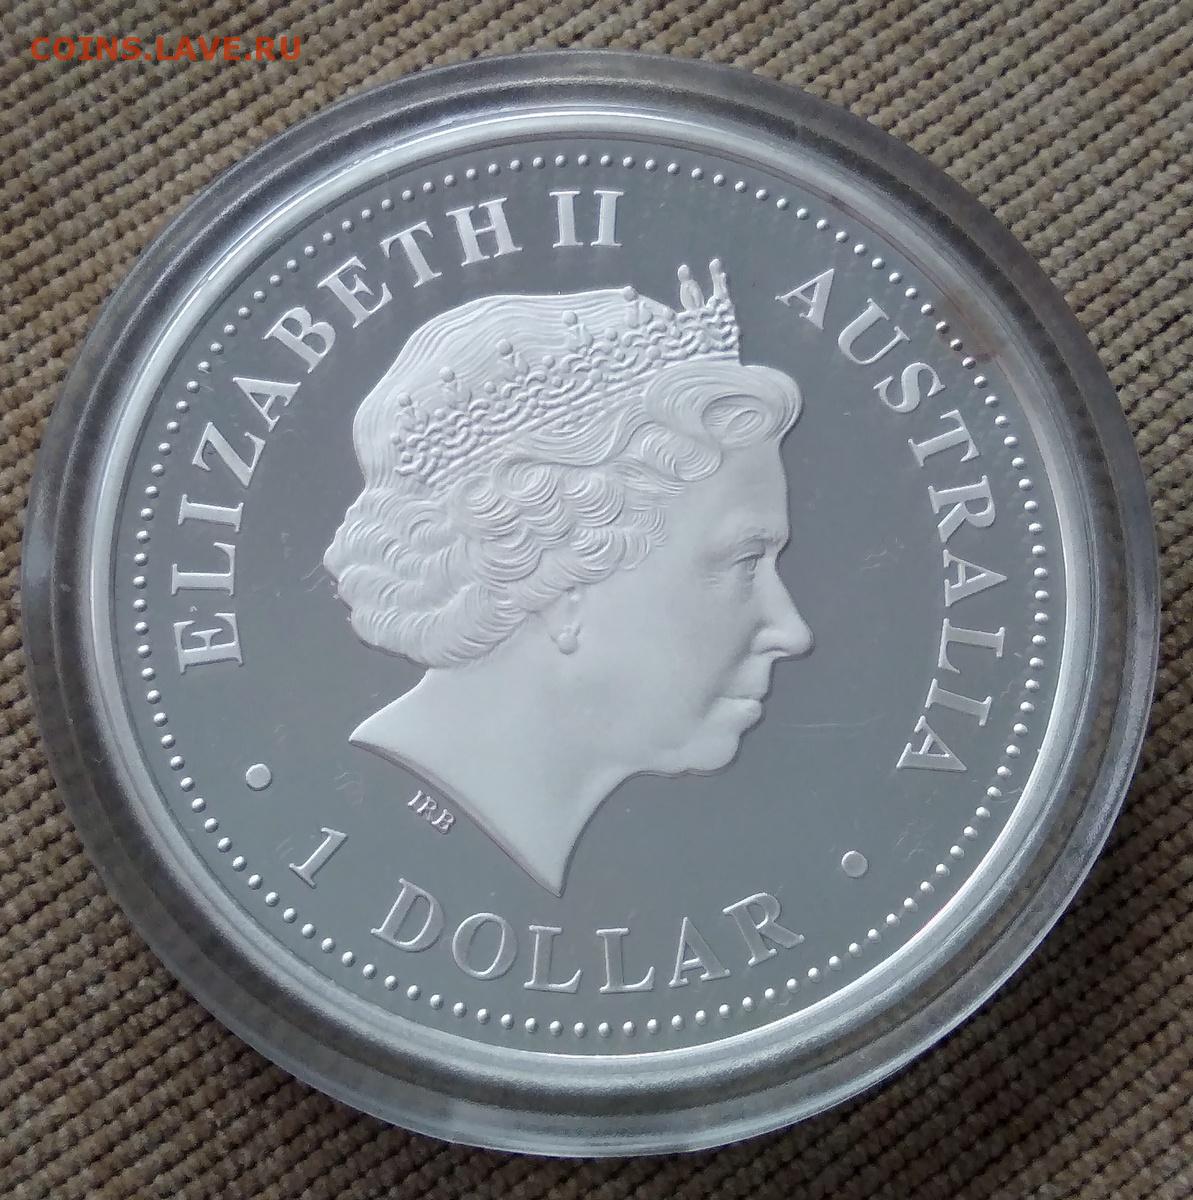 COINS.LAVE.RU
ELIZABETH II AUSTRALIA
IRB
• 1 DOLLAR •